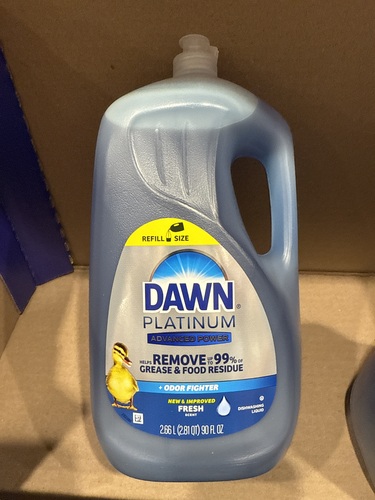 REFILL SIZE
DAWN®
PLATINUM
ADVANCED POWER
HELPS REMOVE UP TO 99% OF
GREASE & FOOD RESIDUE
+ ODOR FIGHTER
NEW & IMPROVED
FRESH
SCENT
DISHWASHING
LIQUID
2.66 L (2.81 QT) 90 FL OZ